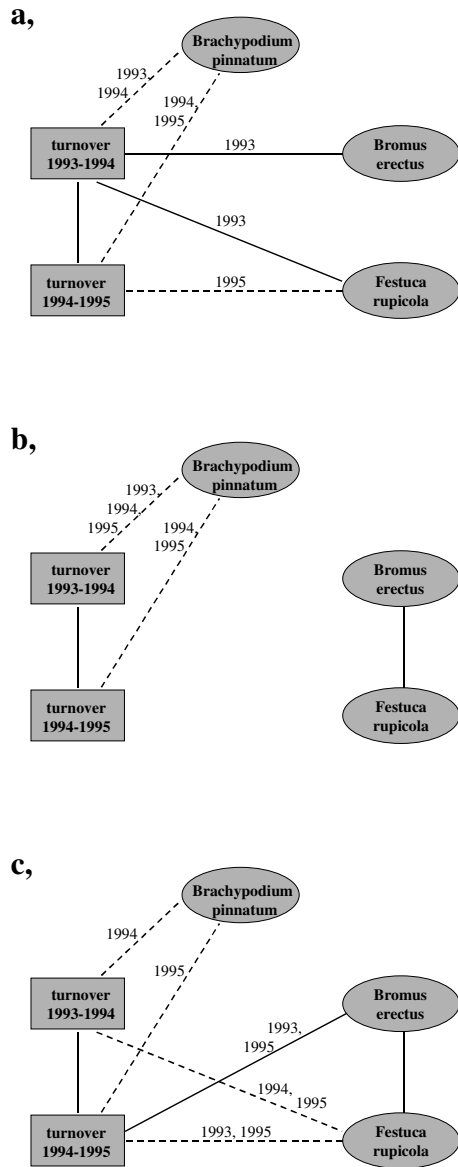 a,
Brachypodium
pinnatum
1993,
1994
1994,
1995
turnover
1993-1994
1993
Bromus
erectus
1993
turnover
1994-1995
1995
Festuca
rupicola
b,
Brachypodium
pinnatum
1993,
1994,
1995
1994,
1995
turnover
1993-1994
Bromus
erectus
turnover
1994-1995
Festuca
rupicola
c,
Brachypodium
pinnatum
1994
1995
turnover
1993-1994
Bromus
erectus
1993,
1995
1994,
1995
turnover
1994-1995
1993, 1995
Festuca
rupicola